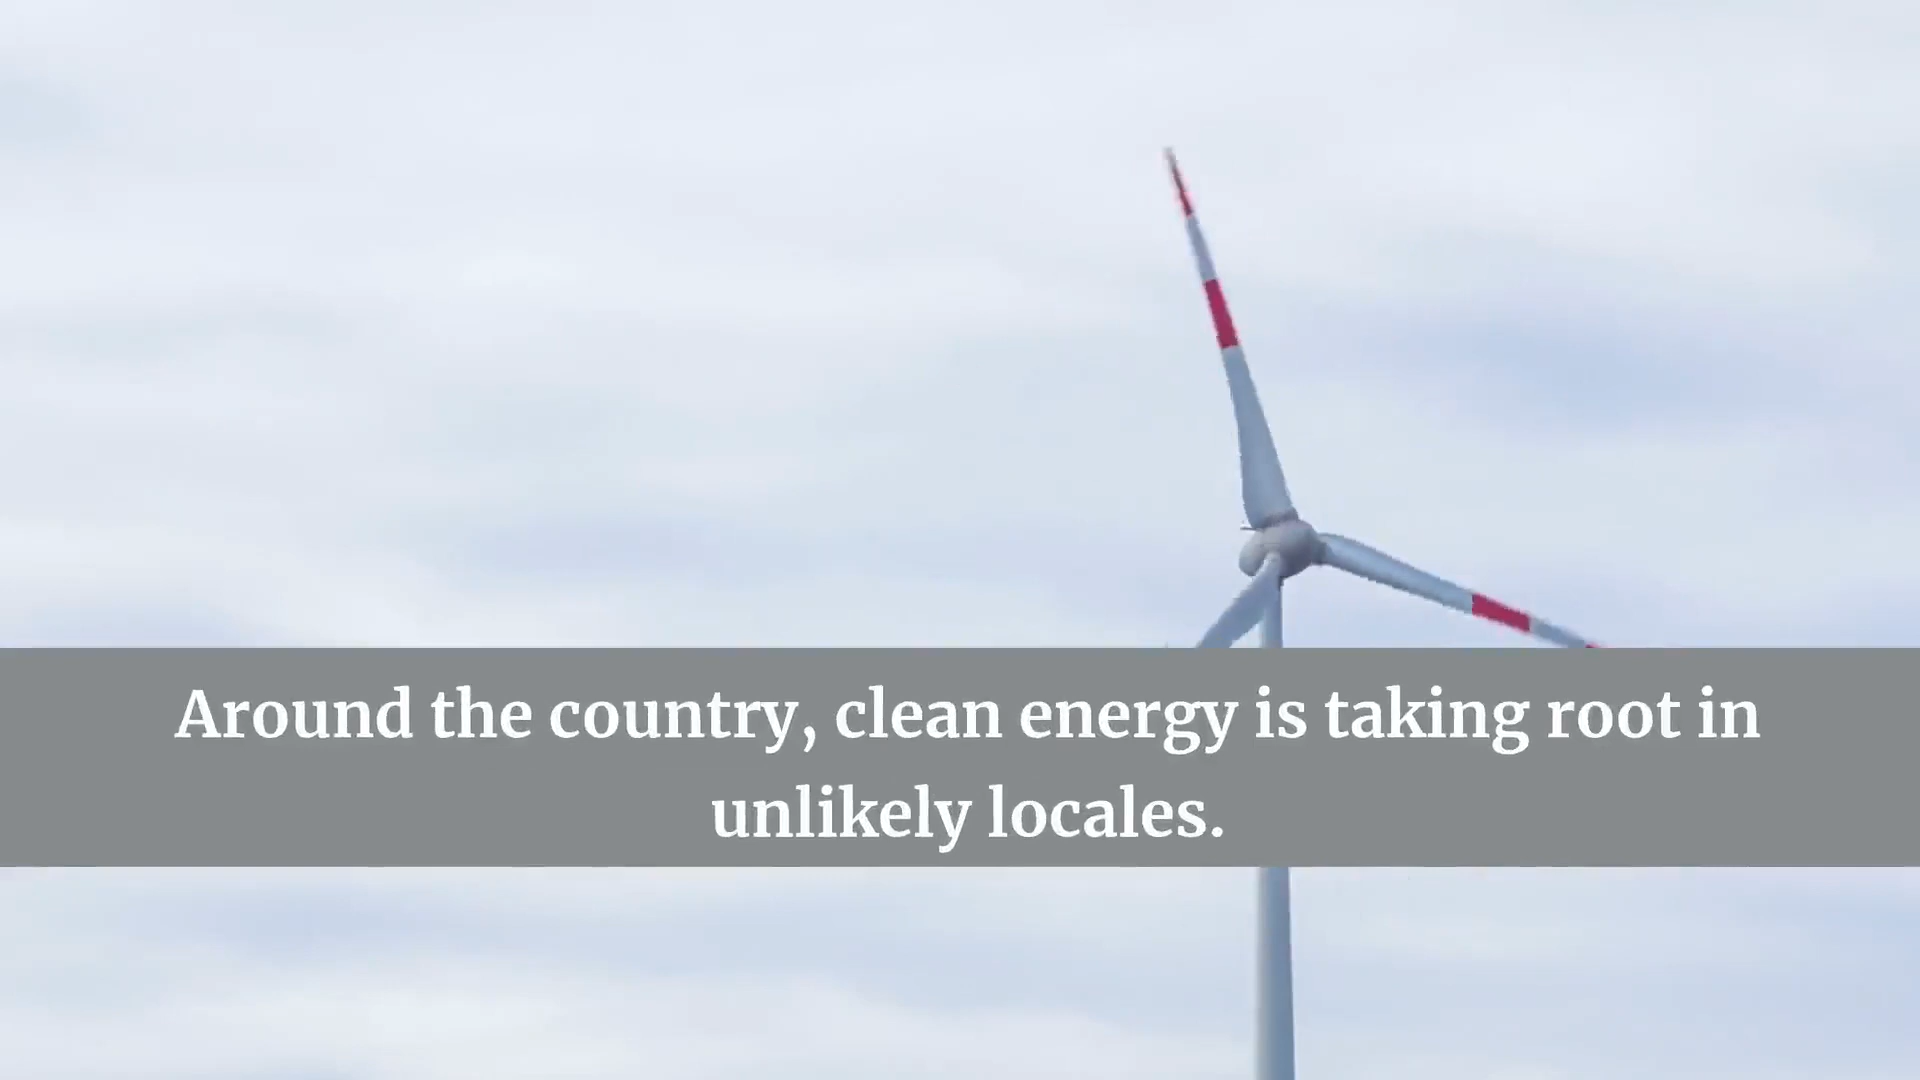 Around the country, clean energy is taking root in
unlikely locales.